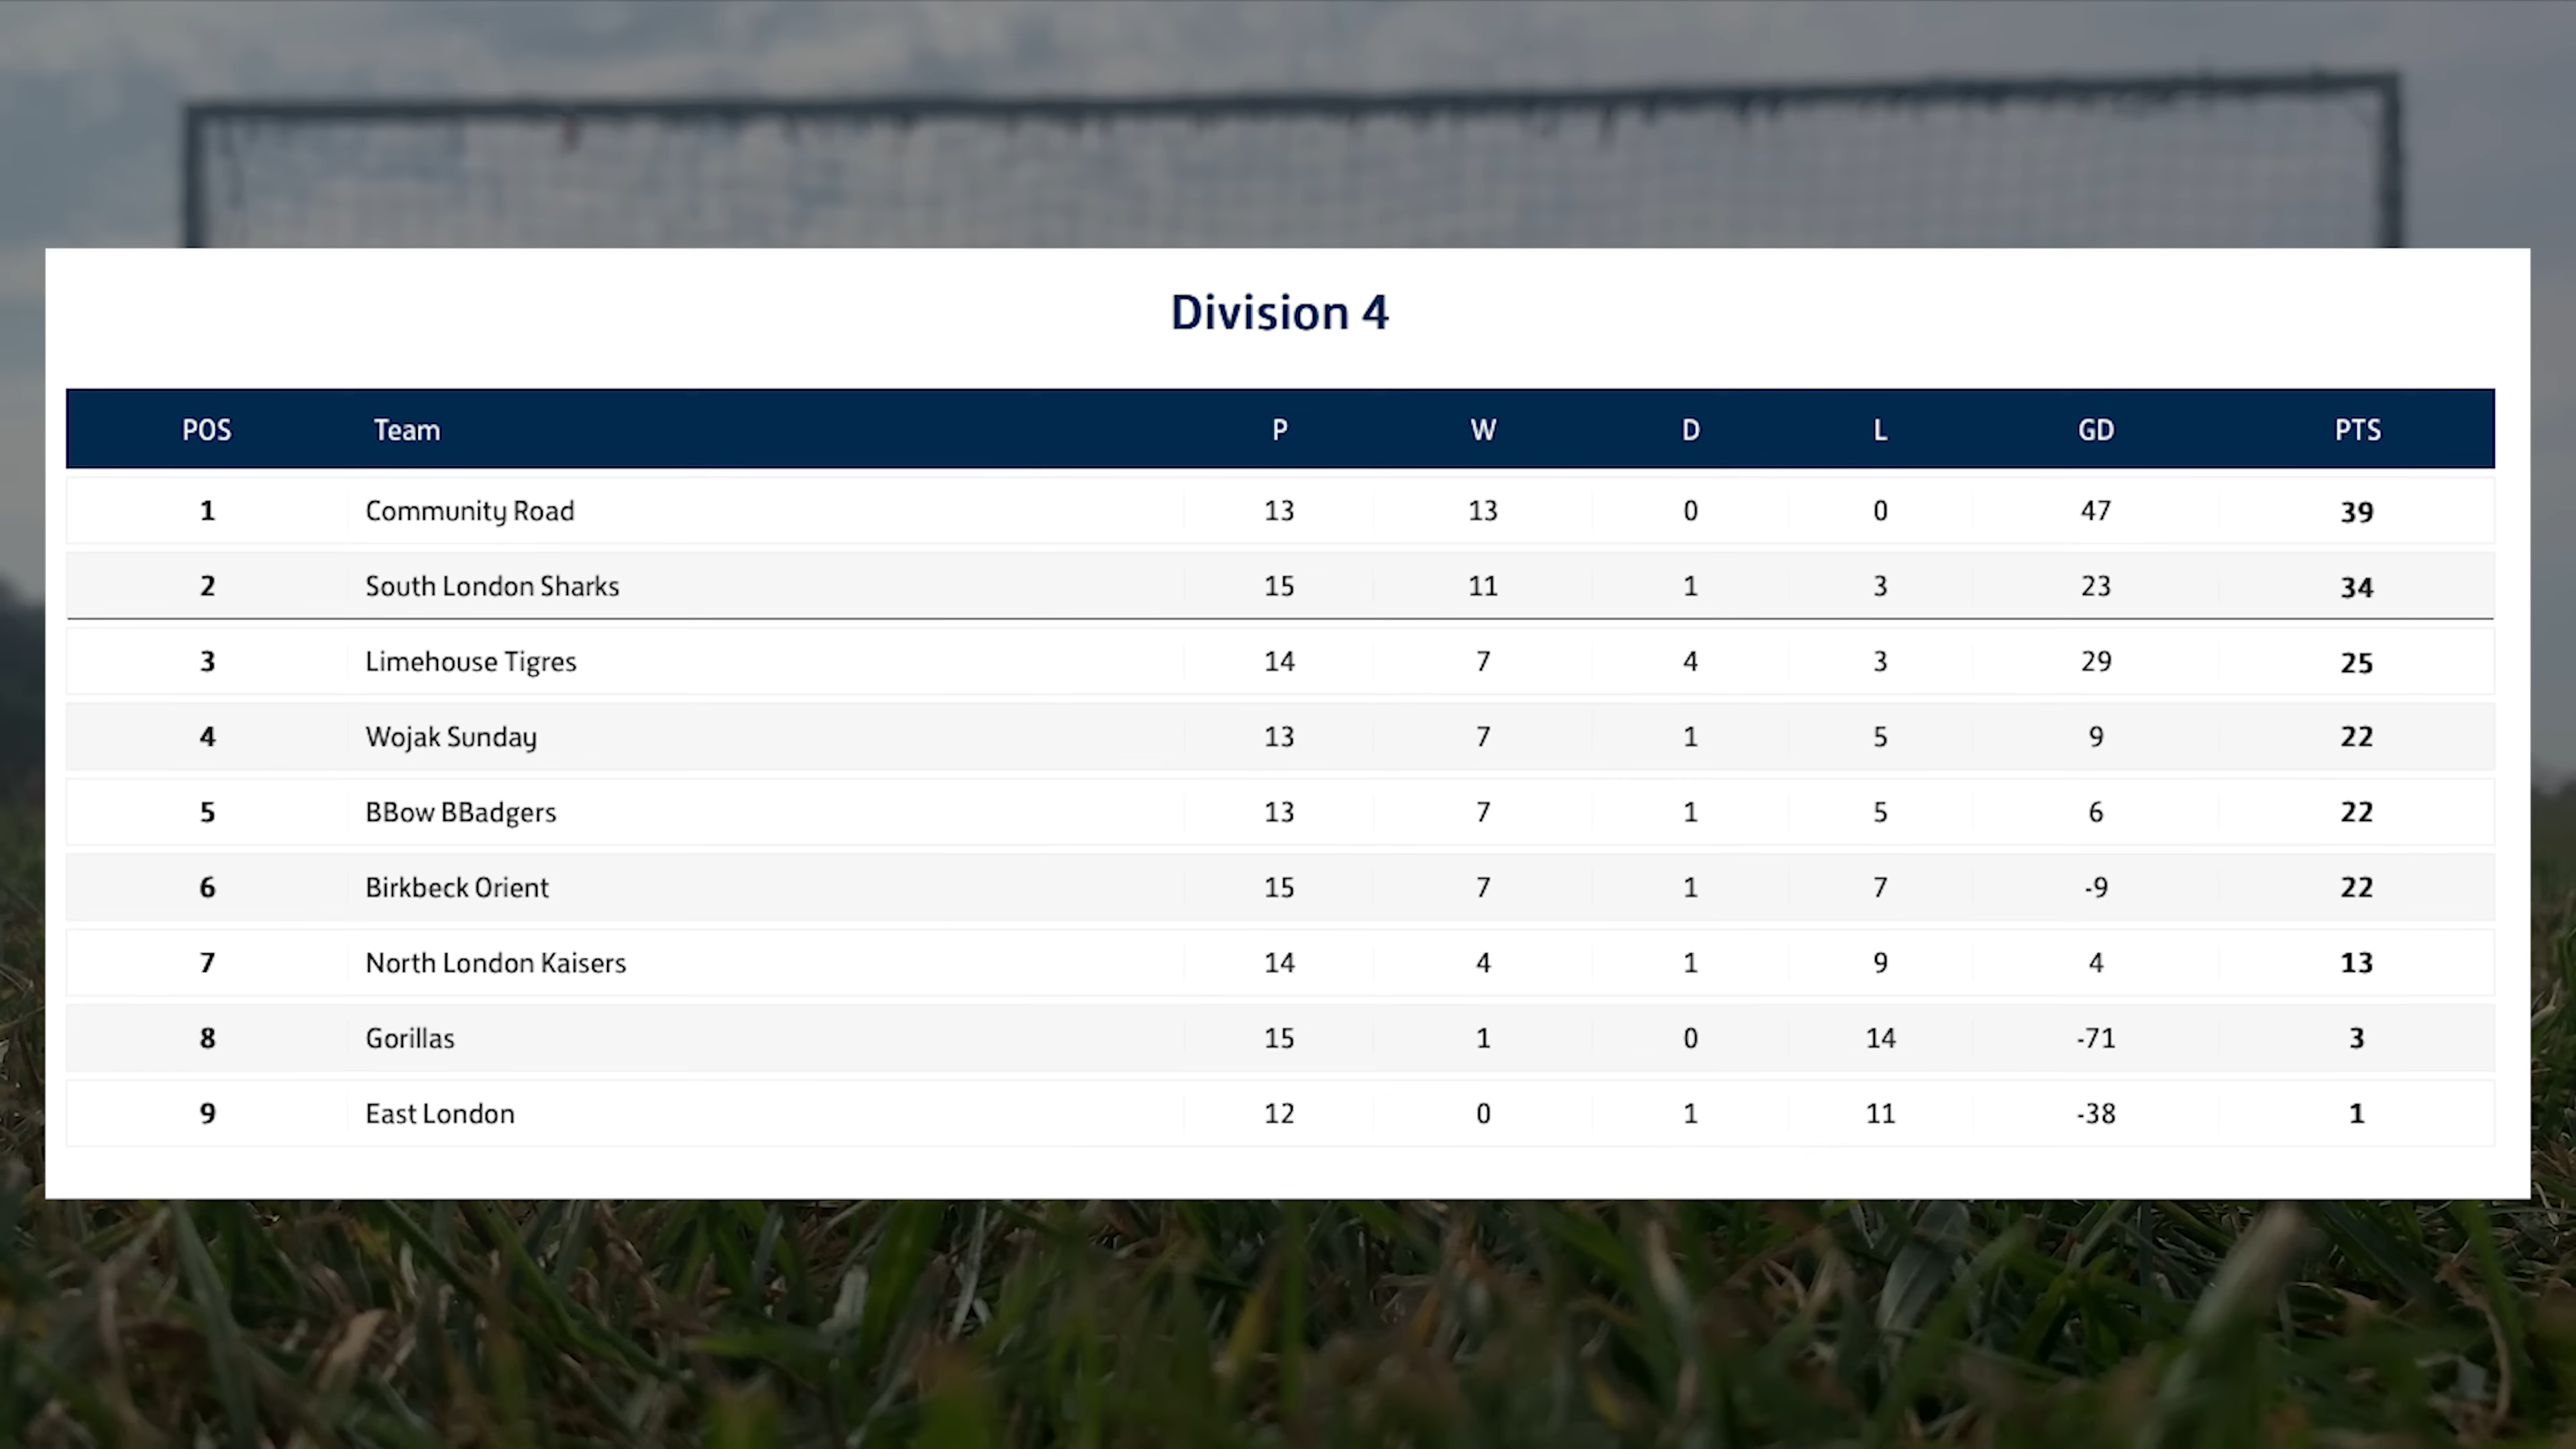 Division 4
POS Team P W D L GD PTS
1 Community Road 13 13 0 0 47 39
2 South London Sharks 15 11 1 3 23 34
3 Limehouse Tigres 14 7 4 3 29 25
4 Wojak Sunday 13 7 1 5 9 22
5 BBow BBadgers 13 7 1 5 6 22
6 Birkbeck Orient 15 7 1 7 -9 22
7 North London Kaisers 14 4 1 9 4 13
8 Gorillas 15 1 0 14 -71 3
9 East London 12 0 1 11 -38 1